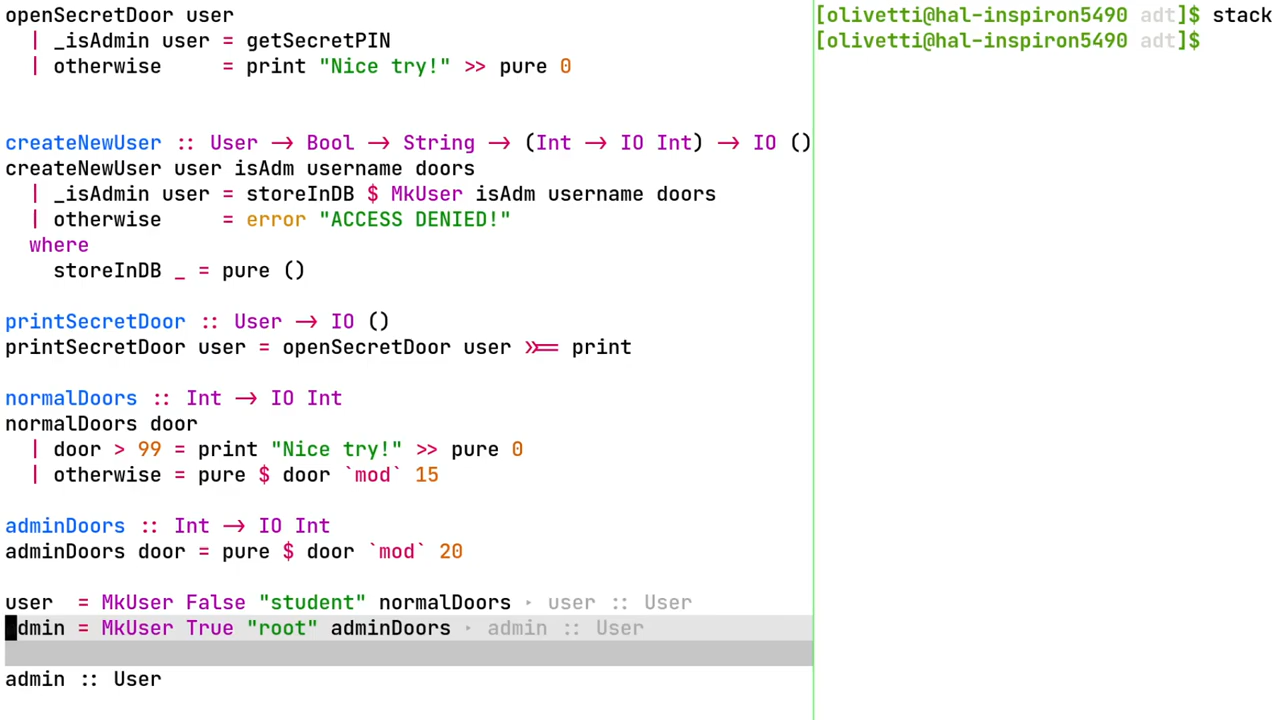 openSecretDoor user
  | _isAdmin user = getSecretPIN
  | otherwise     = print "Nice try!" >> pure 0
createNewUser :: User -> Bool -> String -> (Int -> IO Int) -> IO ()
createNewUser user isAdm username doors
  | _isAdmin user = storeInDB $ MkUser isAdm username doors
  | otherwise     = error "ACCESS DENIED!"
  where
    storeInDB _ = pure ()
printSecretDoor :: User -> IO ()
printSecretDoor user = openSecretDoor user >>= print
normalDoors :: Int -> IO Int
normalDoors door
  | door > 99 = print "Nice try!" >> pure 0
  | otherwise = pure $ door `mod` 15
adminDoors :: Int -> IO Int
adminDoors door = pure $ door `mod` 20
user  = MkUser False "student" normalDoors ‣ user :: User
admin = MkUser True "root" adminDoors ‣ admin :: User
admin :: User
[olivetti@hal-inspiron5490 adt]$ stack
[olivetti@hal-inspiron5490 adt]$